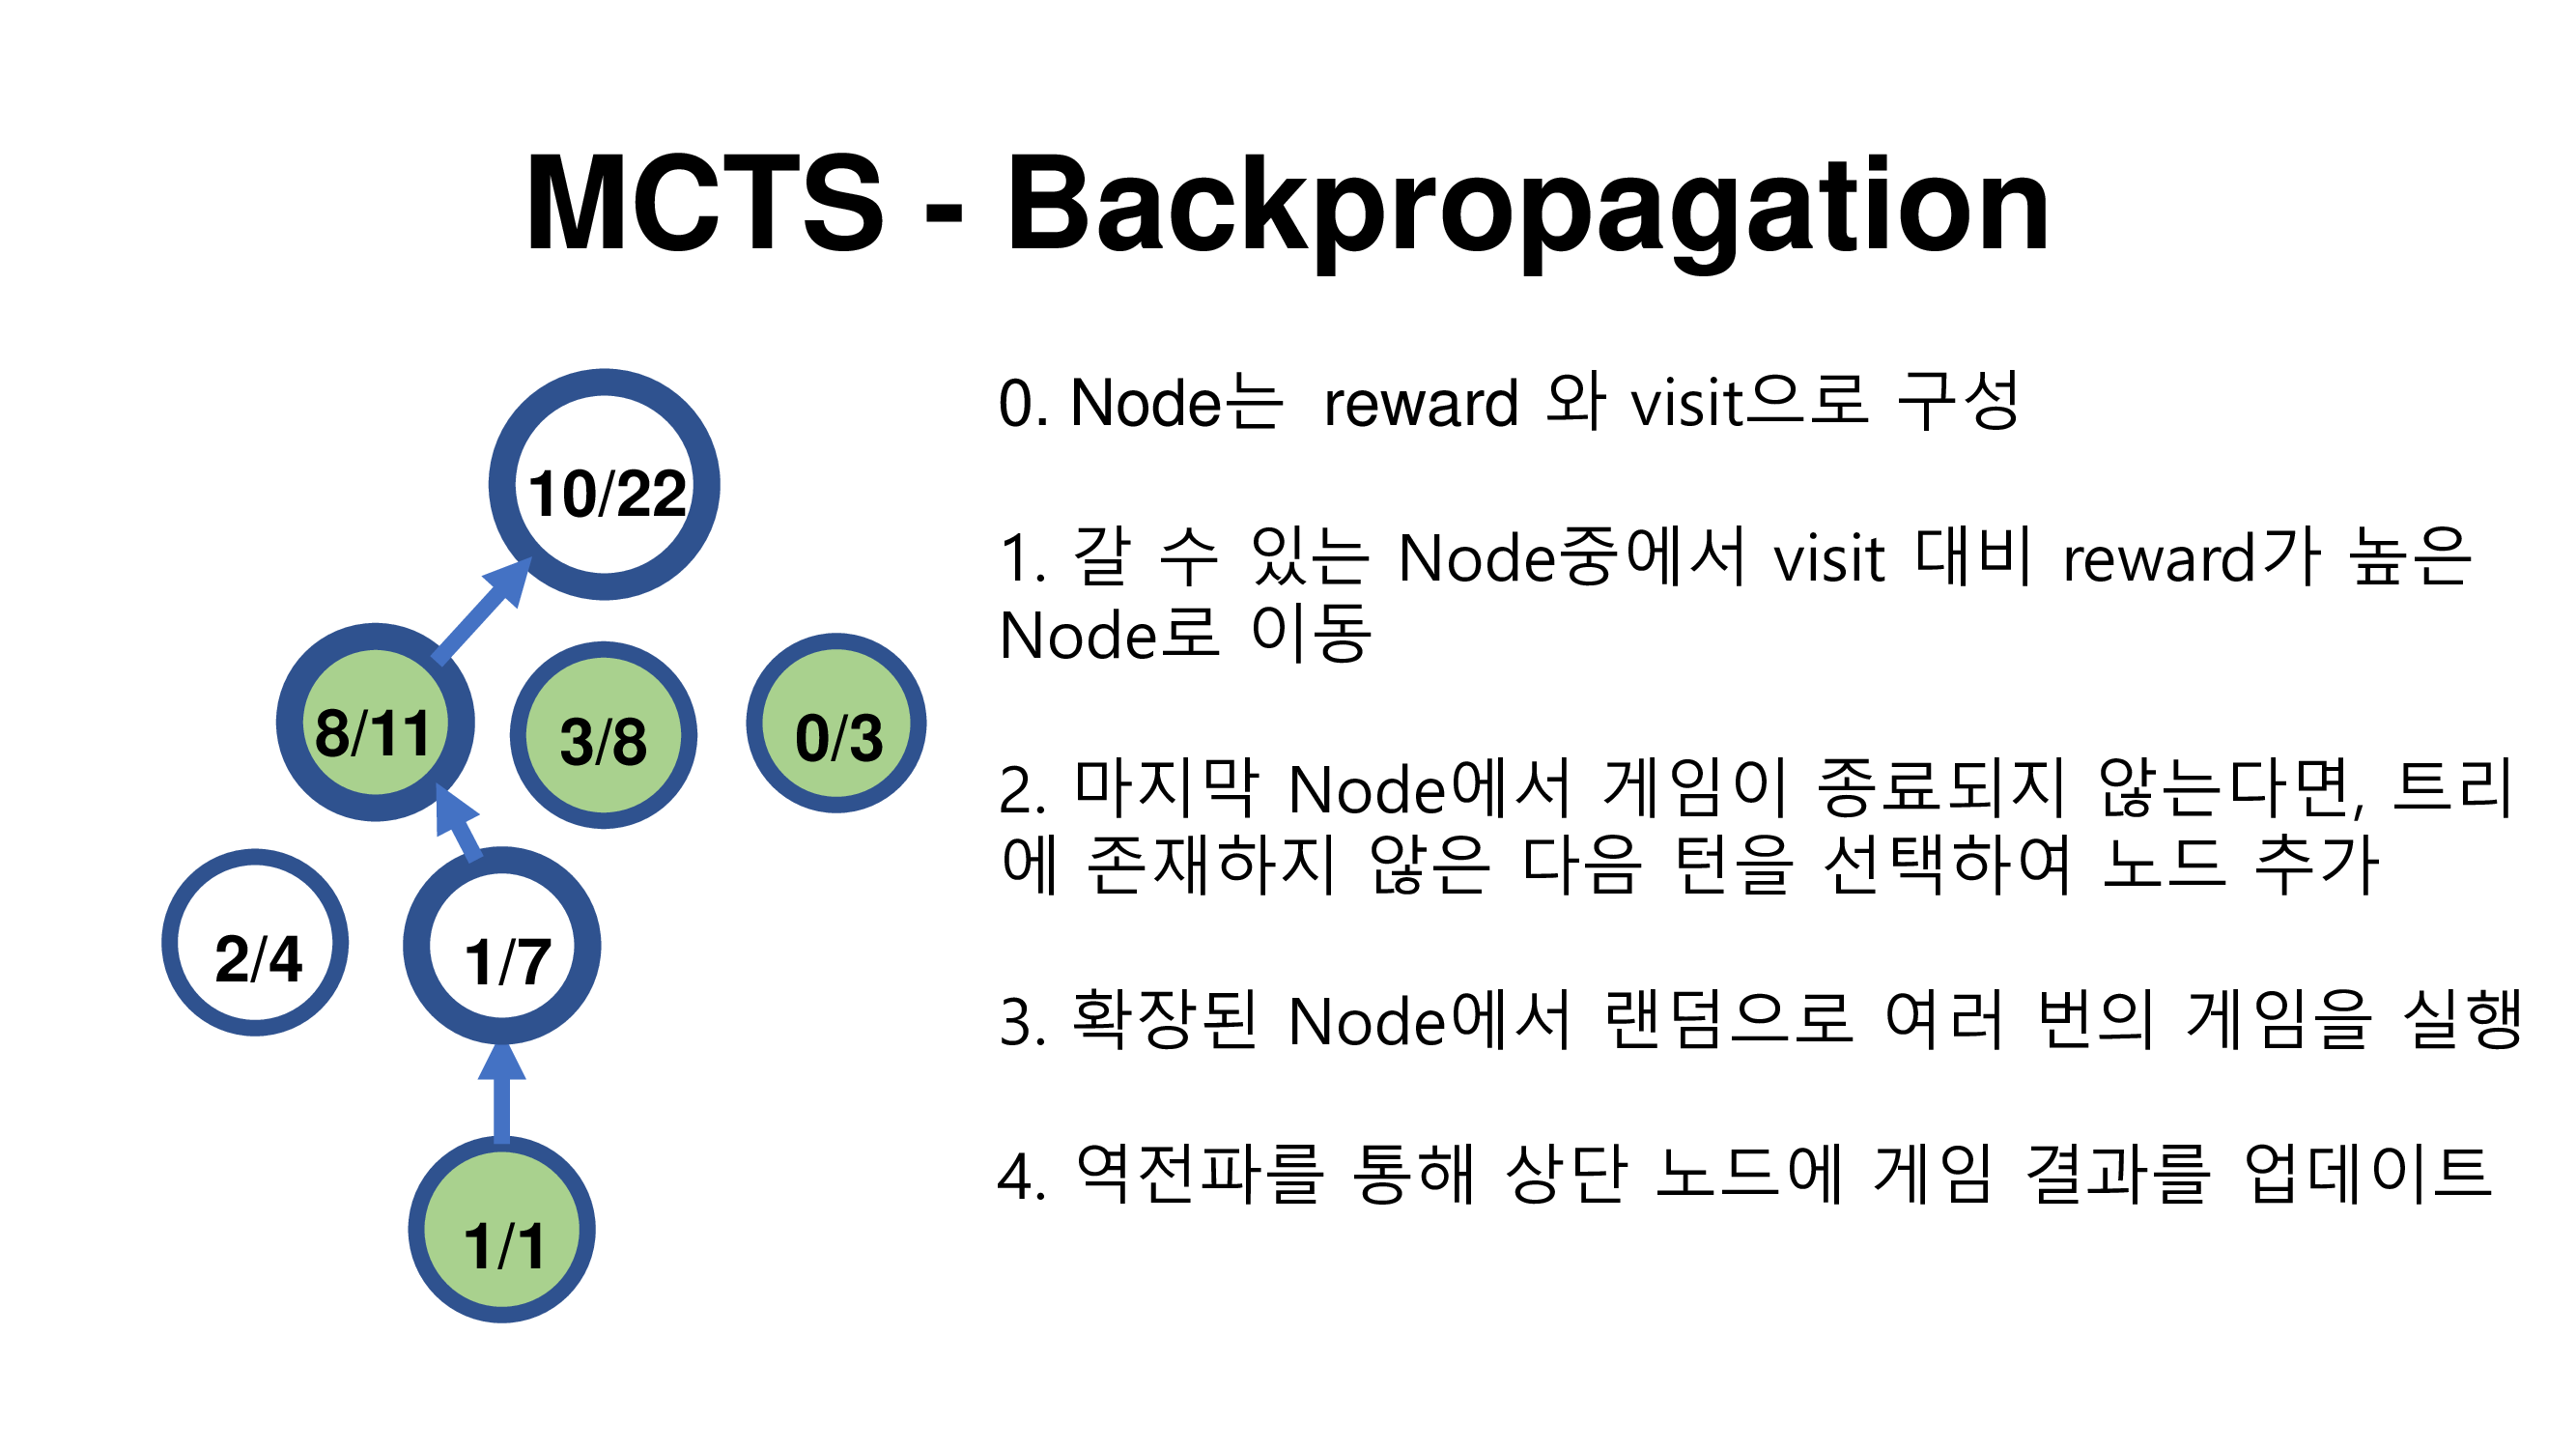 MCTS - Backpropagation
10/22
8/11
3/8
0/3
2/4
1/7
1/1
0. Node는 reward 와 visit으로 구성
1. 갈 수 있는 Node중에서 visit 대비 reward가 높은
Node로 이동
2. 마지막 Node에서 게임이 종료되지 않는다면, 트리
에 존재하지 않은 다음 턴을 선택하여 노드 추가
3. 확장된 Node에서 랜덤으로 여러 번의 게임을 실행
4. 역전파를 통해 상단 노드에 게임 결과를 업데이트